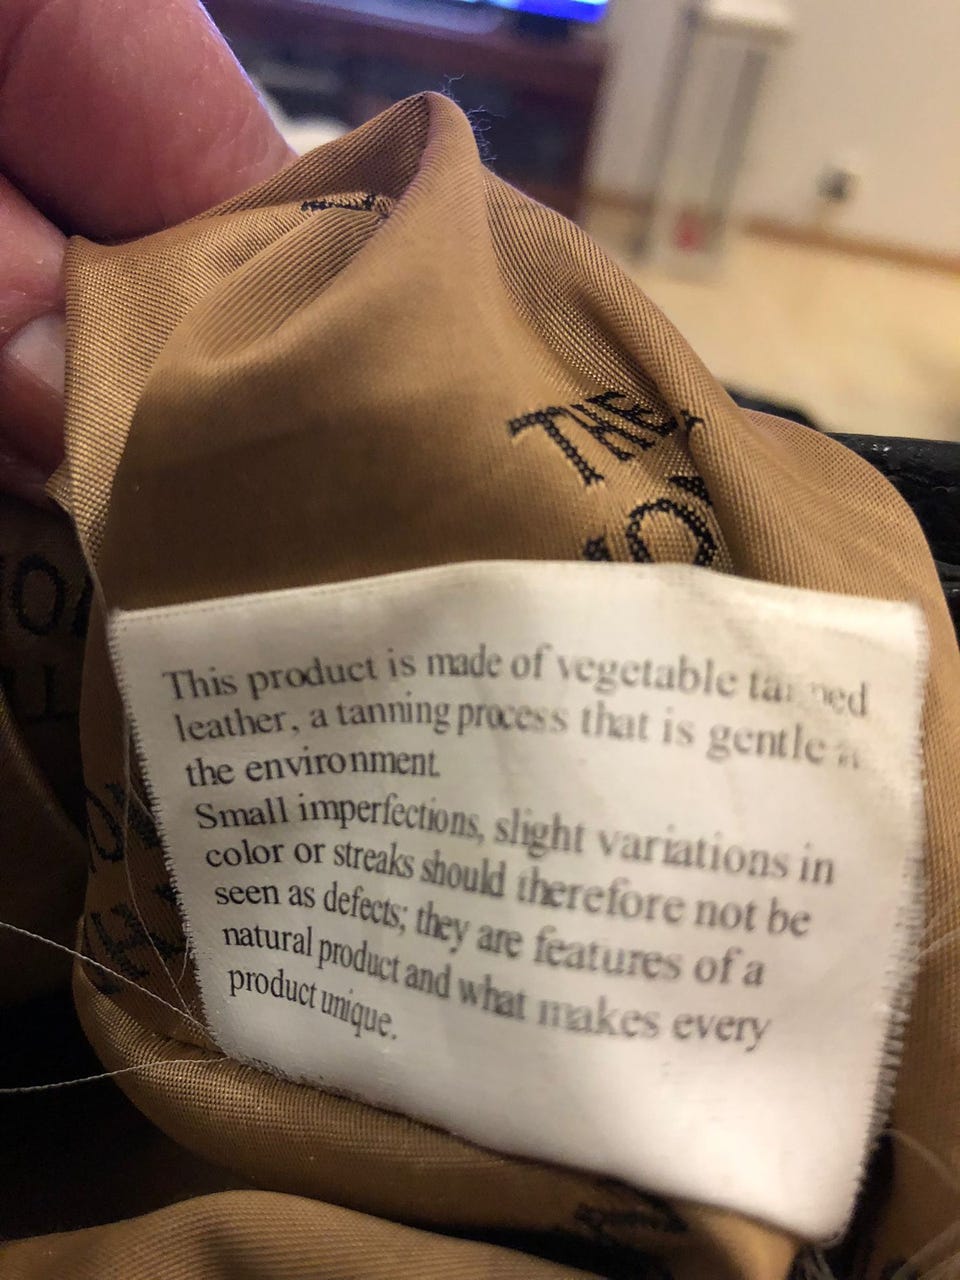 THE
This product is made of vegetable tanned
leather, a tanning process that is gentle
the environment.
Small imperfections, slight variations in
color or streaks should therefore not be
seen as defects; they are features of a
natural product and what makes every
product unique.